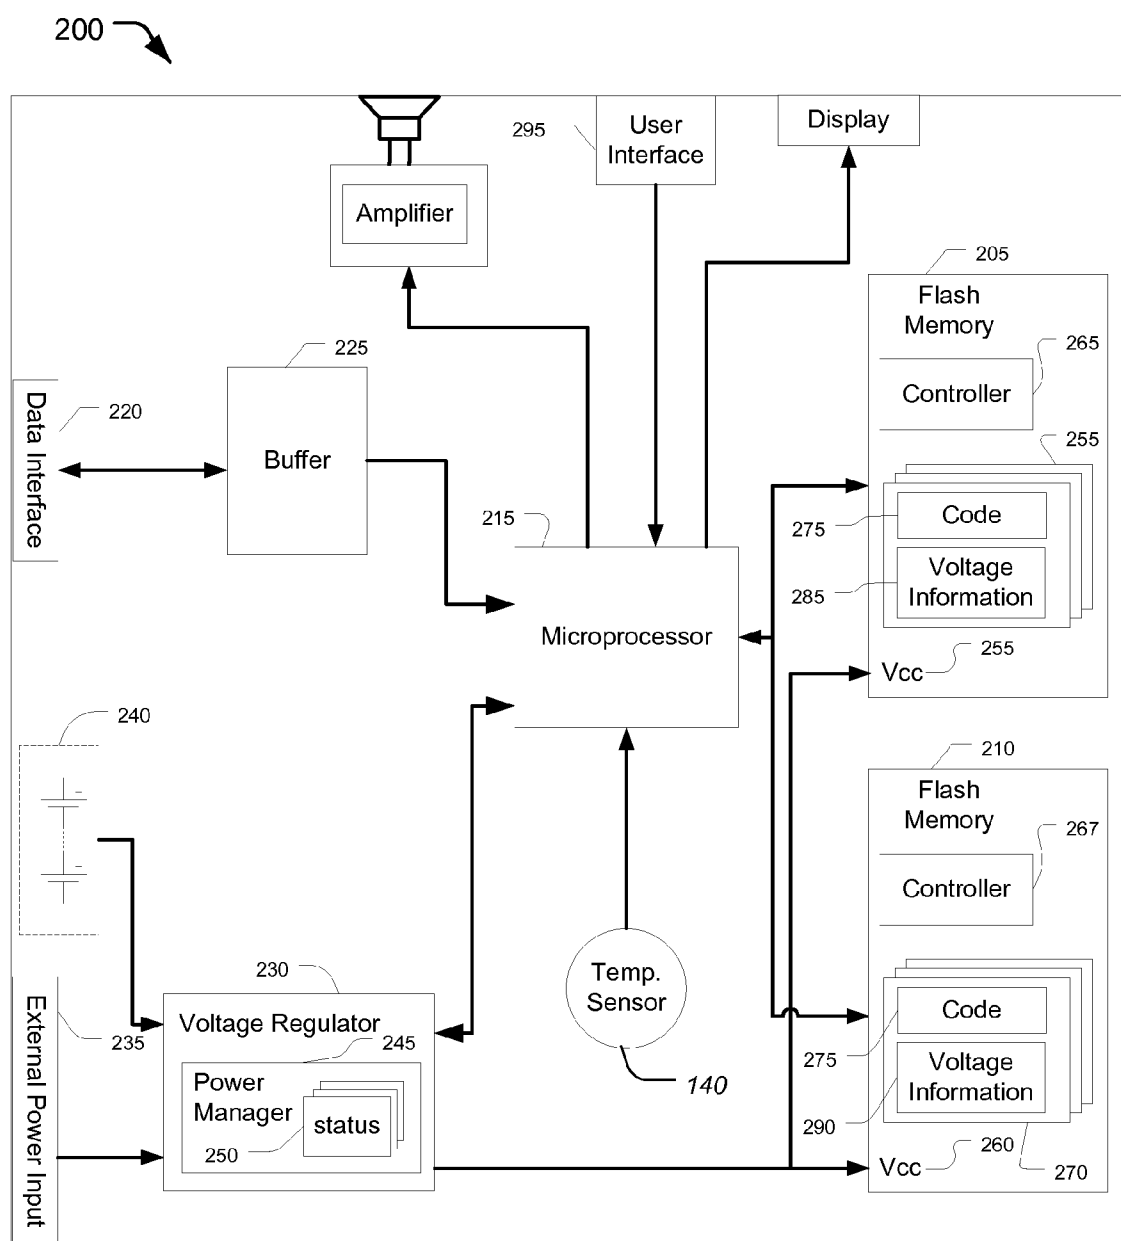 200
295
User
Interface
Display
Amplifier
205
Flash
Memory
225
265
Controller
Data Interface
220
Buffer
255
215
275
Code
285
Voltage
Information
Microprocessor
Vcc
255
240
210
Flash
Memory
267
Controller
Temp.
Sensor
140
External Power Input
235
230
Voltage Regulator
245
Power
Manager
250
status
Code
275
Voltage
Information
290
Vcc
260
270